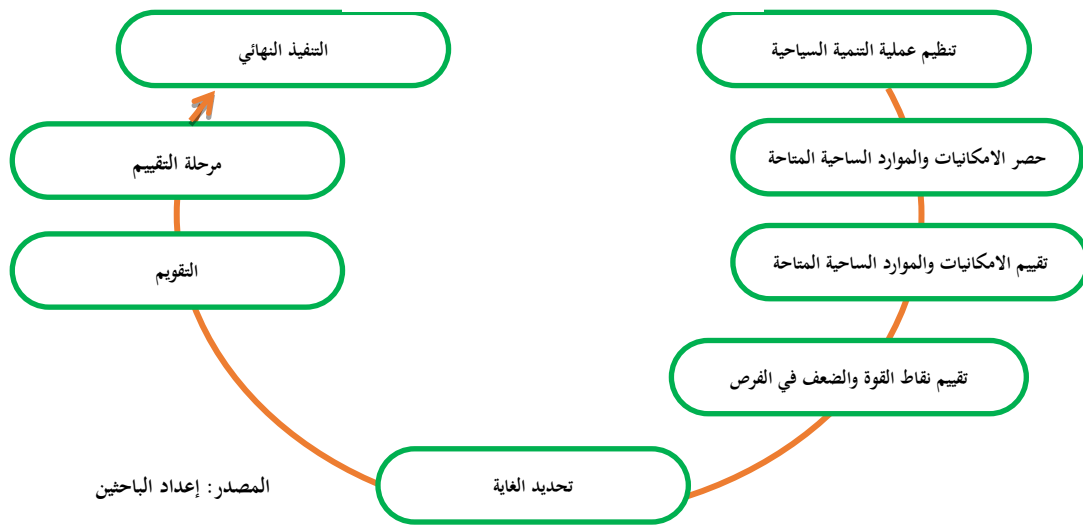 تنظيم عملية التنمية السياحية
حصر الامكانيات والموارد الساحية المتاحة
تقييم الامكانيات والموارد الساحية المتاحة
تقييم نقاط القوة والضعف في الفرص
تحديد الغاية
التقويم
مرحلة التقييم
التنفيذ النهائي
المصدر: إعداد الباحثين